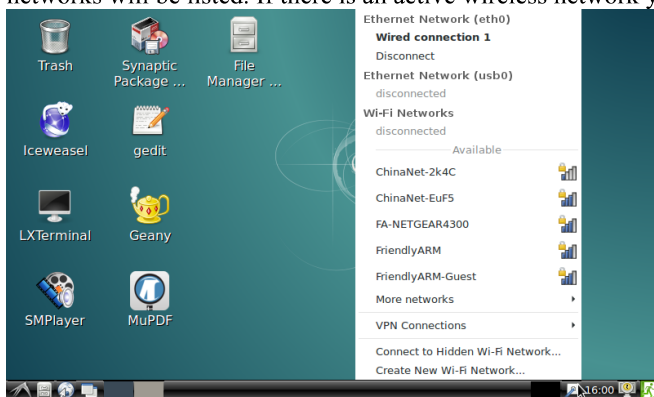 networks will be listed. If there is an active wireless network y
Trash
Synaptic
Package ...
File
Manager ...
Iceweasel
gedit
LXTerminal
Geany
SMPlayer
MuPDF
Ethernet Network (eth0)
Wired connection 1
Disconnect
Ethernet Network (usb0)
disconnected
Wi-Fi Networks
disconnected
Available
ChinaNet-2k4C
ChinaNet-EuF5
FA-NETGEAR4300
FriendlyARM
FriendlyARM-Guest
More networks
VPN Connections
Connect to Hidden Wi-Fi Network...
Create New Wi-Fi Network...
16:00